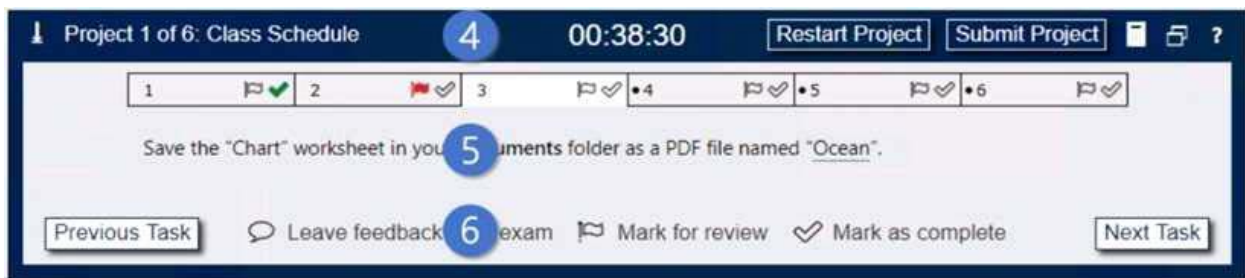 Project 1 of 6: Class Schedule 4 00:38:30 Restart Project Submit Project ?
1 2 3 •4 •5 •6
Save the "Chart" worksheet in you 5 uments folder as a PDF file named "Ocean".
Previous Task Leave feedback 6 exam Mark for review Mark as complete Next Task